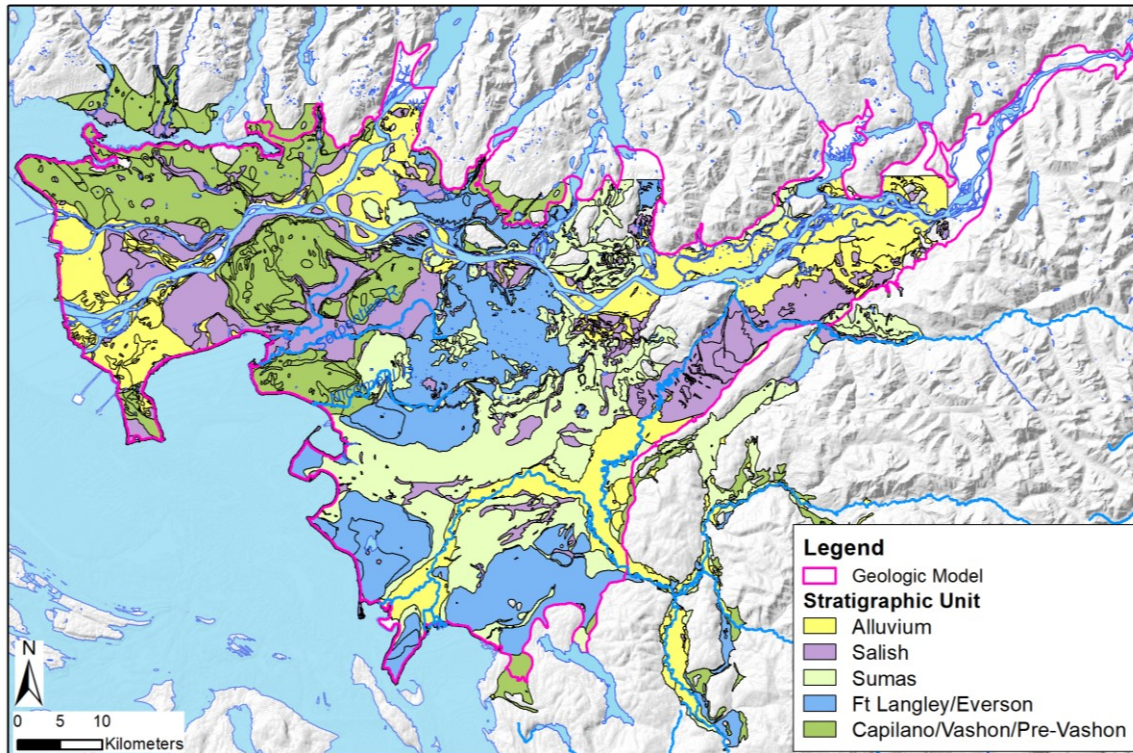 Legend
Geologic Model
Stratigraphic Unit
Alluvium
Salish
Sumas
Ft Langley/Everson
Capilano/Vashon/Pre-Vashon
N
0 5 10
Kilometers